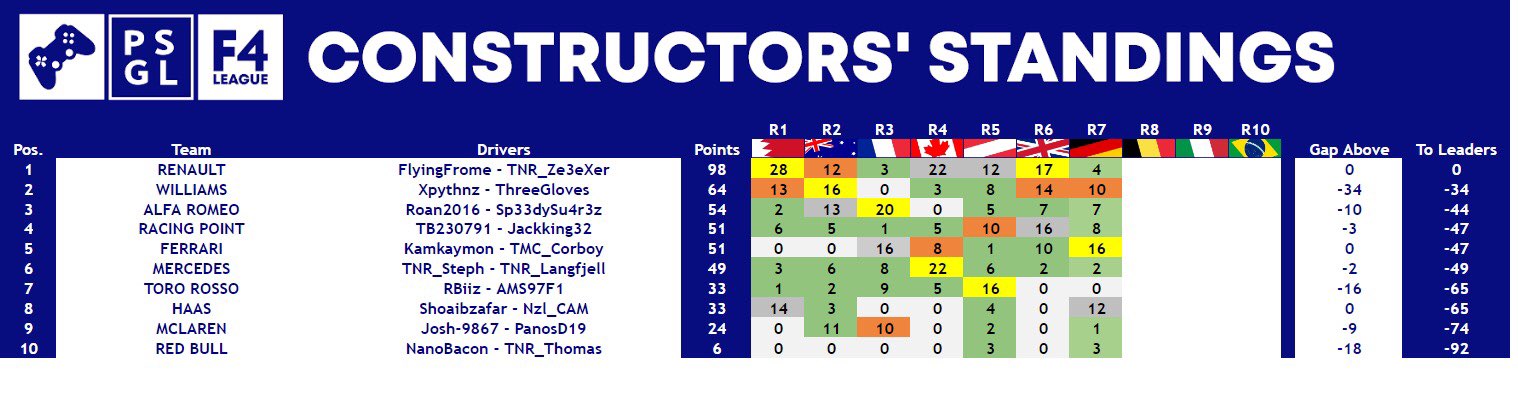 PS GL F4 LEAGUE CONSTRUCTORS' STANDINGS
R1 R2 R3 R4 R5 R6 R7 R8 R9 R10
Pos. Team Drivers Points Gap Above To Leaders
1 RENAULT FlyingFrome - TNR_Ze3eXer 98 28 12 3 22 12 17 4 0 0
2 WILLIAMS Xpythnz - ThreeGloves 64 13 16 0 3 8 14 10 -34 -34
3 ALFA ROMEO Roan2016 - Sp33dySu4r3z 54 2 13 20 0 5 7 7 -10 -44
4 RACING POINT TB230791 - Jackking32 51 6 5 1 5 10 16 8 -3 -47
5 FERRARI Kamkaymon - TMC_Corboy 51 0 0 16 8 1 10 16 0 -47
6 MERCEDES TNR_Steph - TNR_Langfjell 49 3 6 8 22 6 2 2 -2 -49
7 TORO ROSSO RBiiz - AMS97F1 33 1 2 9 5 16 0 0 -16 -65
8 HAAS Shoaibzafar - Nzl_CAM 33 14 3 0 0 4 0 12 0 -65
9 MCLAREN Josh-9867 - PanosD19 24 0 11 10 0 2 0 1 -9 -74
10 RED BULL NanoBacon - TNR_Thomas 6 0 0 0 0 3 0 3 -18 -92